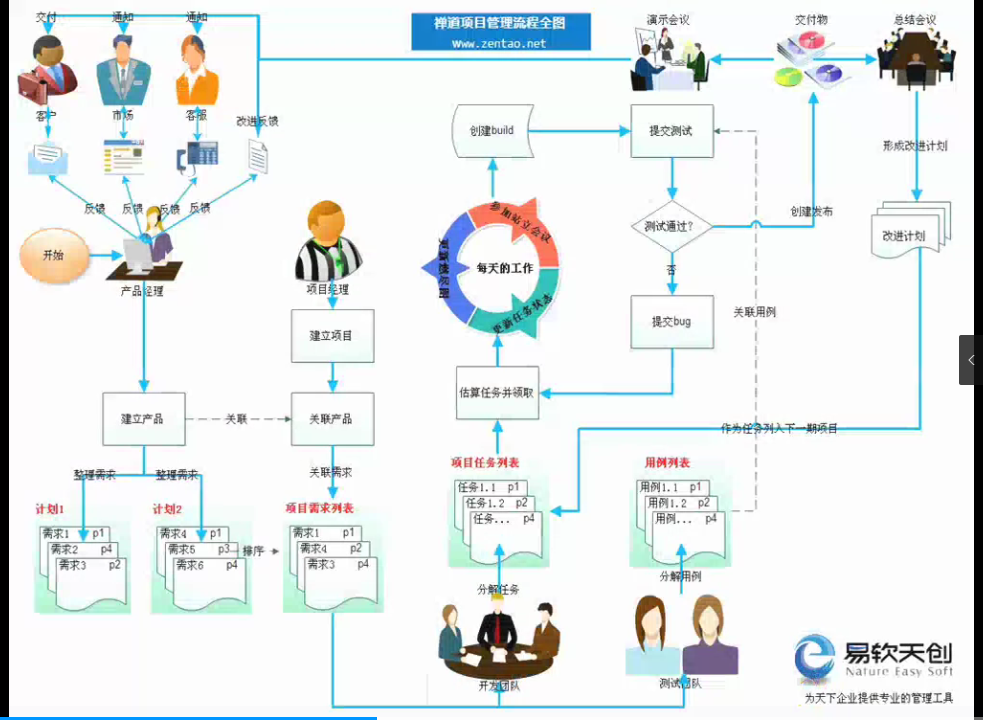 禅道项目管理流程全图
www.zentao.net
交付
通知
通知
客户
市场
客服
改进反馈
反馈
反馈
反馈
反馈
开始
产品经理
项目经理
建立项目
建立产品
关联
关联产品
整理需求
整理需求
关联需求
计划1
需求1 p1
需求2 p4
需求3 p2
计划2
需求4 p1
需求5 p3
需求6 p4
排序
项目需求列表
需求1 p1
需求4 p2
需求3 p4
创建build
提交测试
测试通过?
否
提交bug
创建发布
关联用例
参加站立会议
更新任务状态
每天的工作
估算任务并领取
项目任务列表
任务1.1 p1
任务1.2 p2
任务... p4
分解任务
开发团队
用例列表
用例1.1 p1
用例1.2 p2
用例... p4
分解用例
测试团队
演示会议
交付物
总结会议
形成改进计划
改进计划
作为任务列入下一期项目
易软天创
Nature Easy Soft
为天下企业提供专业的管理工具